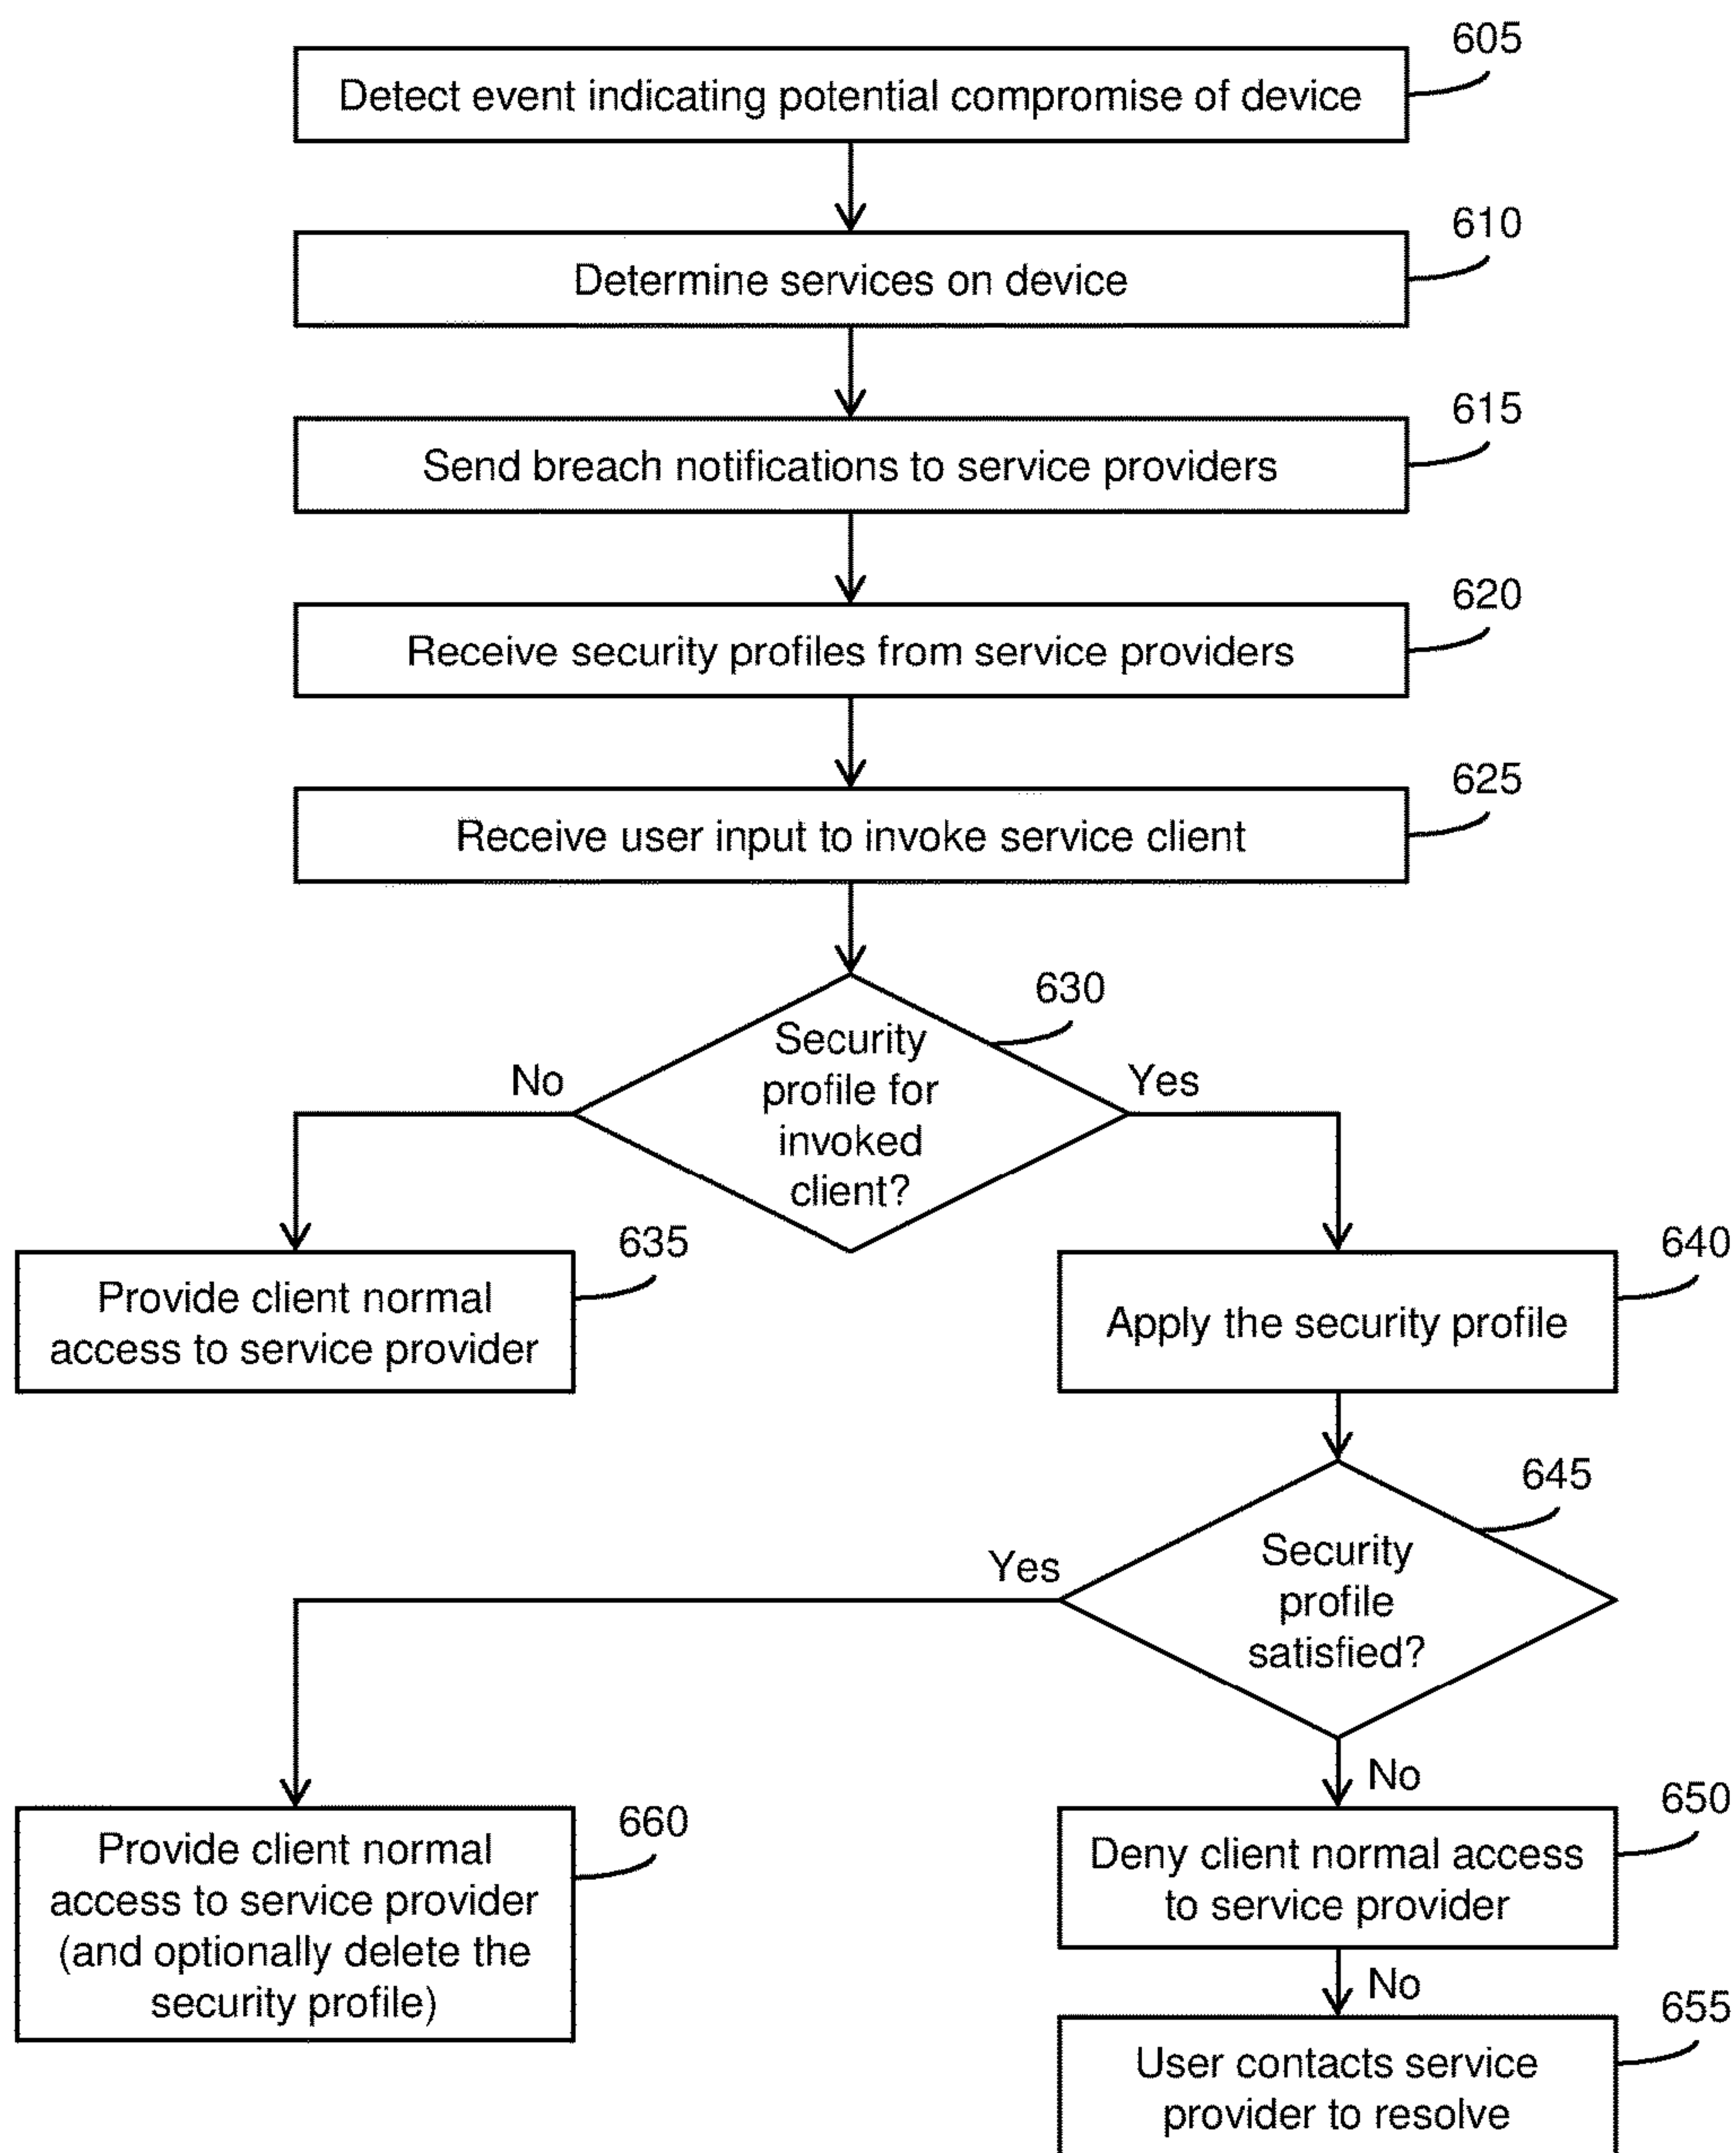 605
Detect event indicating potential compromise of device
610
Determine services on device
615
Send breach notifications to service providers
620
Receive security profiles from service providers
625
Receive user input to invoke service client
630
Security
profile for
invoked
client?
No
Yes
635
Provide client normal
access to service provider
640
Apply the security profile
645
Security
profile
satisfied?
Yes
No
660
Provide client normal
access to service provider
(and optionally delete the
security profile)
650
Deny client normal access
to service provider
No
655
User contacts service
provider to resolve